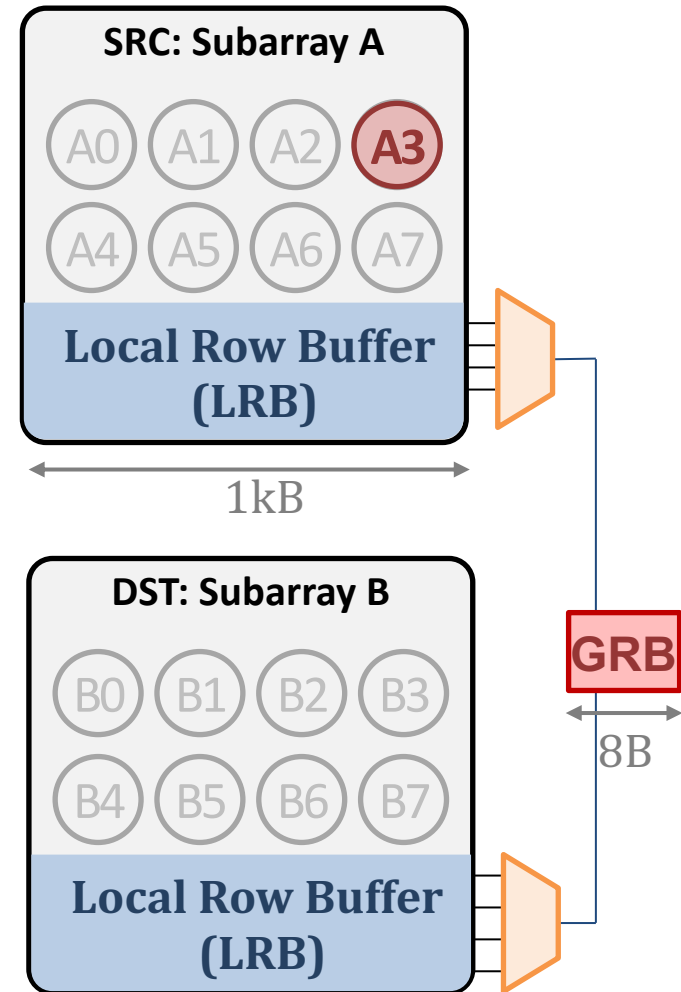 SRC: Subarray A
A0 A1 A2 A3
A4 A5 A6 A7
Local Row Buffer
(LRB)
1kB
DST: Subarray B
GRB
8B
B0 B1 B2 B3
B4 B5 B6 B7
Local Row Buffer
(LRB)